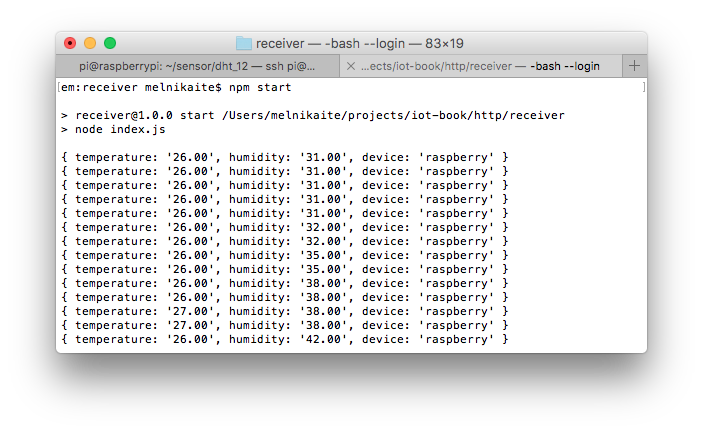 receiver — -bash --login — 83×19
pi@raspberrypi: ~/sensor/dht_12 — ssh pi@...
...ects/iot-book/http/receiver — -bash --login
[em:receiver melnikaite$ npm start ]
> receiver@1.0.0 start /Users/melnikaite/projects/iot-book/http/receiver
> node index.js
{ temperature: '26.00', humidity: '31.00', device: 'raspberry' }
{ temperature: '26.00', humidity: '31.00', device: 'raspberry' }
{ temperature: '26.00', humidity: '31.00', device: 'raspberry' }
{ temperature: '26.00', humidity: '31.00', device: 'raspberry' }
{ temperature: '26.00', humidity: '31.00', device: 'raspberry' }
{ temperature: '26.00', humidity: '32.00', device: 'raspberry' }
{ temperature: '26.00', humidity: '32.00', device: 'raspberry' }
{ temperature: '26.00', humidity: '35.00', device: 'raspberry' }
{ temperature: '26.00', humidity: '35.00', device: 'raspberry' }
{ temperature: '26.00', humidity: '38.00', device: 'raspberry' }
{ temperature: '26.00', humidity: '38.00', device: 'raspberry' }
{ temperature: '27.00', humidity: '38.00', device: 'raspberry' }
{ temperature: '27.00', humidity: '38.00', device: 'raspberry' }
{ temperature: '26.00', humidity: '42.00', device: 'raspberry' }